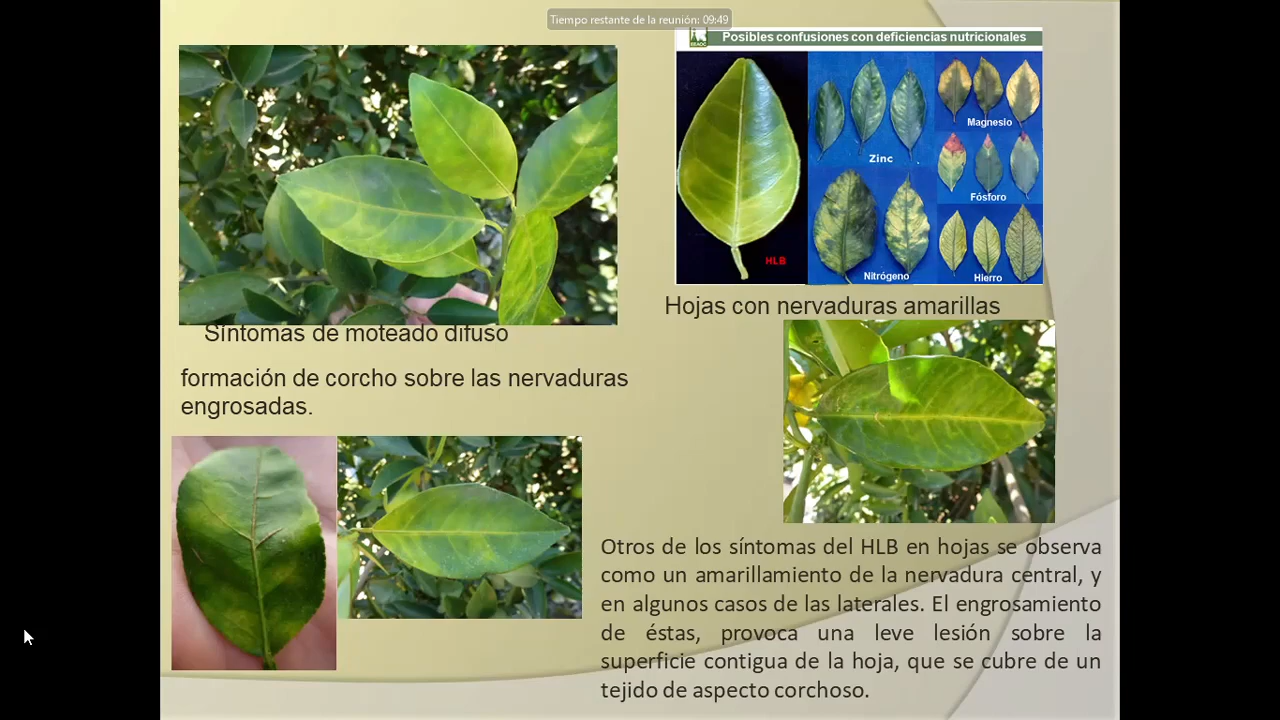 Tiempo restante de la reunión: 09:49
Posibles confusiones con deficiencias nutricionales
Magnesio
Zinc
Fósforo
HLB
Nitrógeno
Hierro
Síntomas de moteado difuso
Hojas con nervaduras amarillas
formación de corcho sobre las nervaduras
engrosadas.
Otros de los síntomas del HLB en hojas se observa
como un amarillamiento de la nervadura central, y
en algunos casos de las laterales. El engrosamiento
de éstas, provoca una leve lesión sobre la
superficie contigua de la hoja, que se cubre de un
tejido de aspecto corchoso.